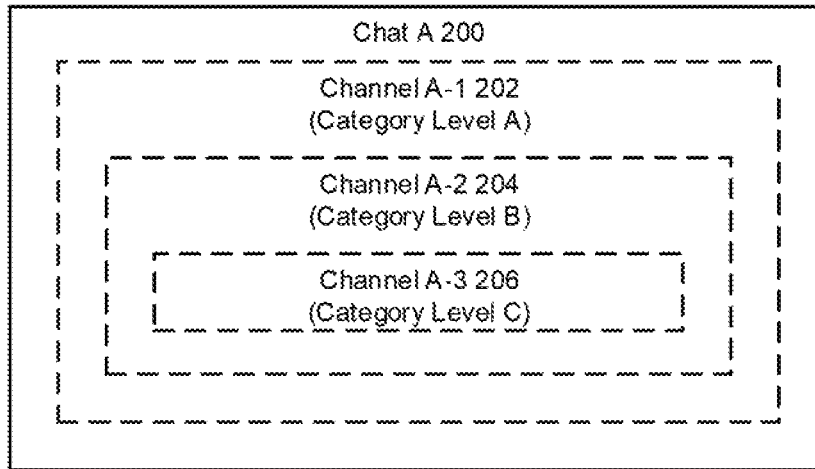 Chat A 200
Channel A-1 202
(Category Level A)
Channel A-2 204
(Category Level B)
Channel A-3 206
(Category Level C)